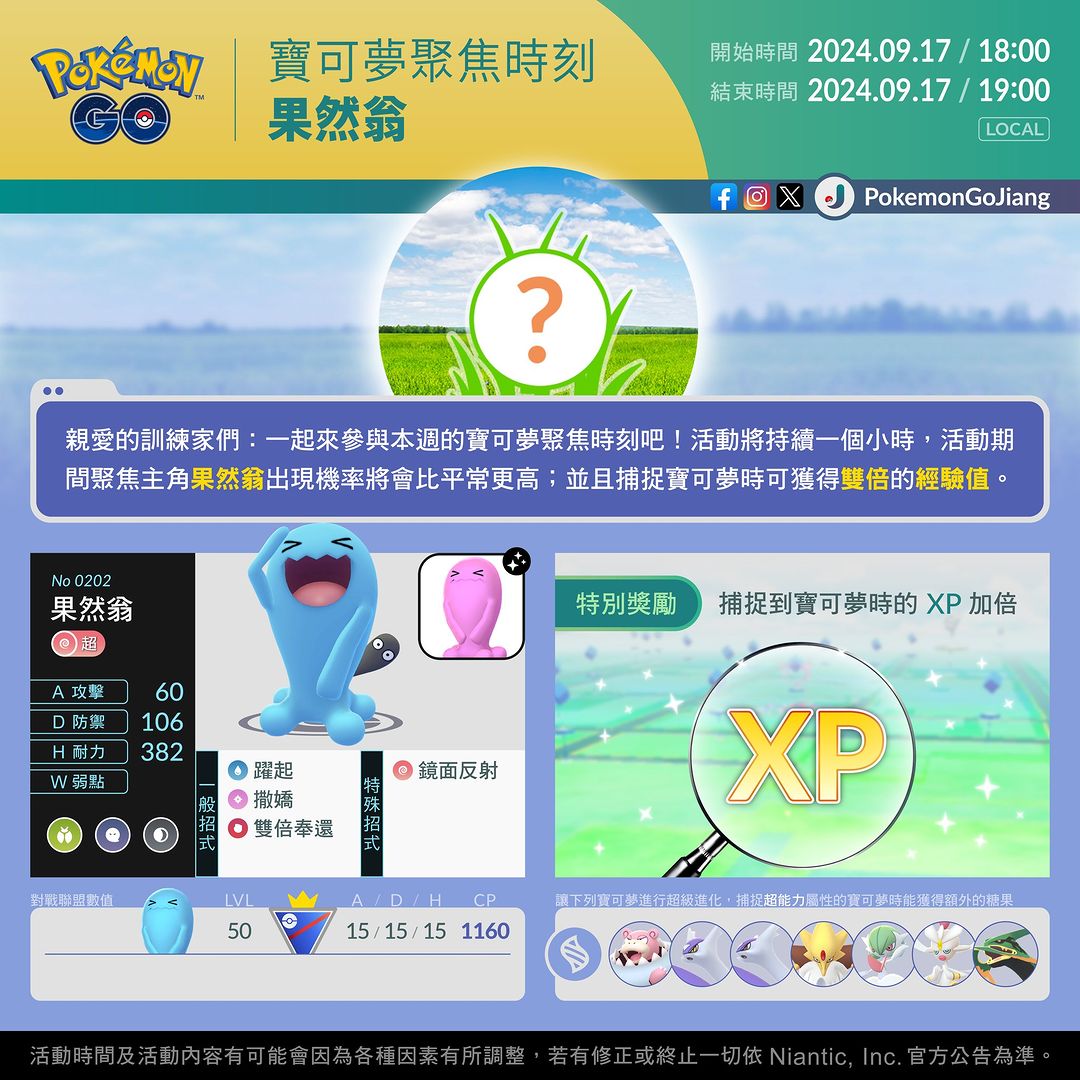 POKéMON GO
寶可夢聚焦時刻
果然翁
開始時間 2024.09.17 / 18:00
結束時間 2024.09.17 / 19:00
LOCAL
PokemonGoJiang
?
親愛的訓練家們：一起來參與本週的寶可夢聚焦時刻吧！活動將持續一個小時，活動期
間聚焦主角果然翁出現機率將會比平常更高；並且捕捉寶可夢時可獲得雙倍的經驗值。
No 0202
果然翁
超
A 攻擊 60
D 防禦 106
H 耐力 382
W 弱點
一般招式
躍起
撒嬌
雙倍奉還
特殊招式
鏡面反射
特別獎勵 捕捉到寶可夢時的 XP 加倍
XP
對戰聯盟數值 LVL A / D / H CP
50 15 / 15 / 15 1160
讓下列寶可夢進行超級進化，捕捉超能力屬性的寶可夢時能獲得額外的糖果
活動時間及活動內容有可能會因為各種因素有所調整，若有修正或終止一切依 Niantic, Inc. 官方公告為準。